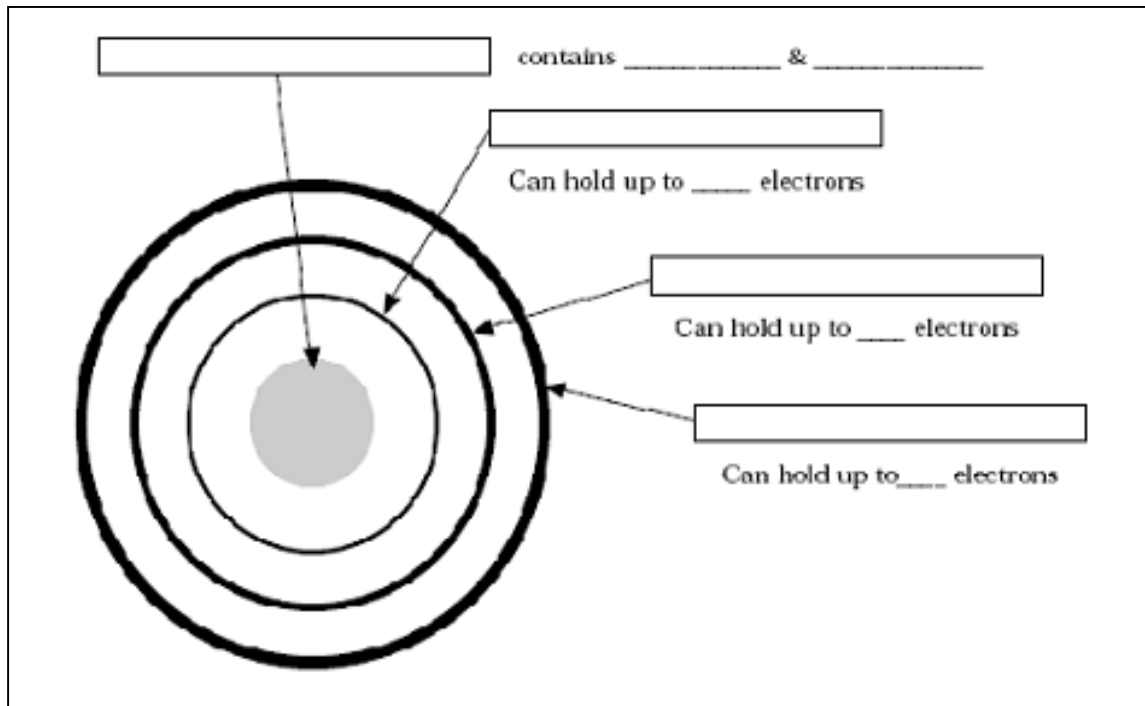 contains ______________ & _______________
Can hold up to _____ electrons
Can hold up to ____ electrons
Can hold up to____ electrons